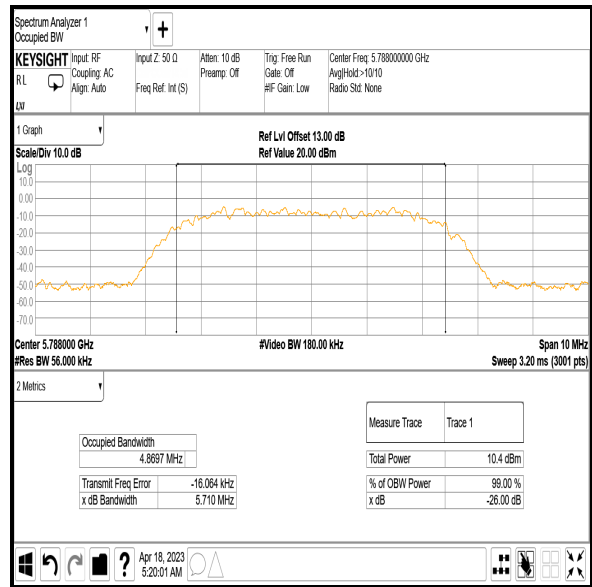 Spectrum Analyzer 1
Occupied BW
KEYSIGHT
RL
LXI
Input: RF
Coupling: AC
Align: Auto
Input Z: 50 Ω
Freq Ref: Int (S)
Atten: 10 dB
Preamp: Off
Trig: Free Run
Gate: Off
#IF Gain: Low
Center Freq: 5.788000000 GHz
Avg|Hold:>10/10
Radio Std: None
1 Graph
Scale/Div 10.0 dB
Ref Lvl Offset 13.00 dB
Ref Value 20.00 dBm
Log
10.0
0.00
-10.0
-20.0
-30.0
-40.0
-50.0
-60.0
-70.0
Center 5.788000 GHz
#Video BW 180.00 kHz
Span 10 MHz
#Res BW 56.000 kHz
Sweep 3.20 ms (3001 pts)
2 Metrics
Measure Trace Trace 1
Occupied Bandwidth
4.8697 MHz
Total Power 10.4 dBm
Transmit Freq Error -16.064 kHz
% of OBW Power 99.00 %
x dB Bandwidth 5.710 MHz
x dB -26.00 dB
?
Apr 18, 2023
5:20:01 AM